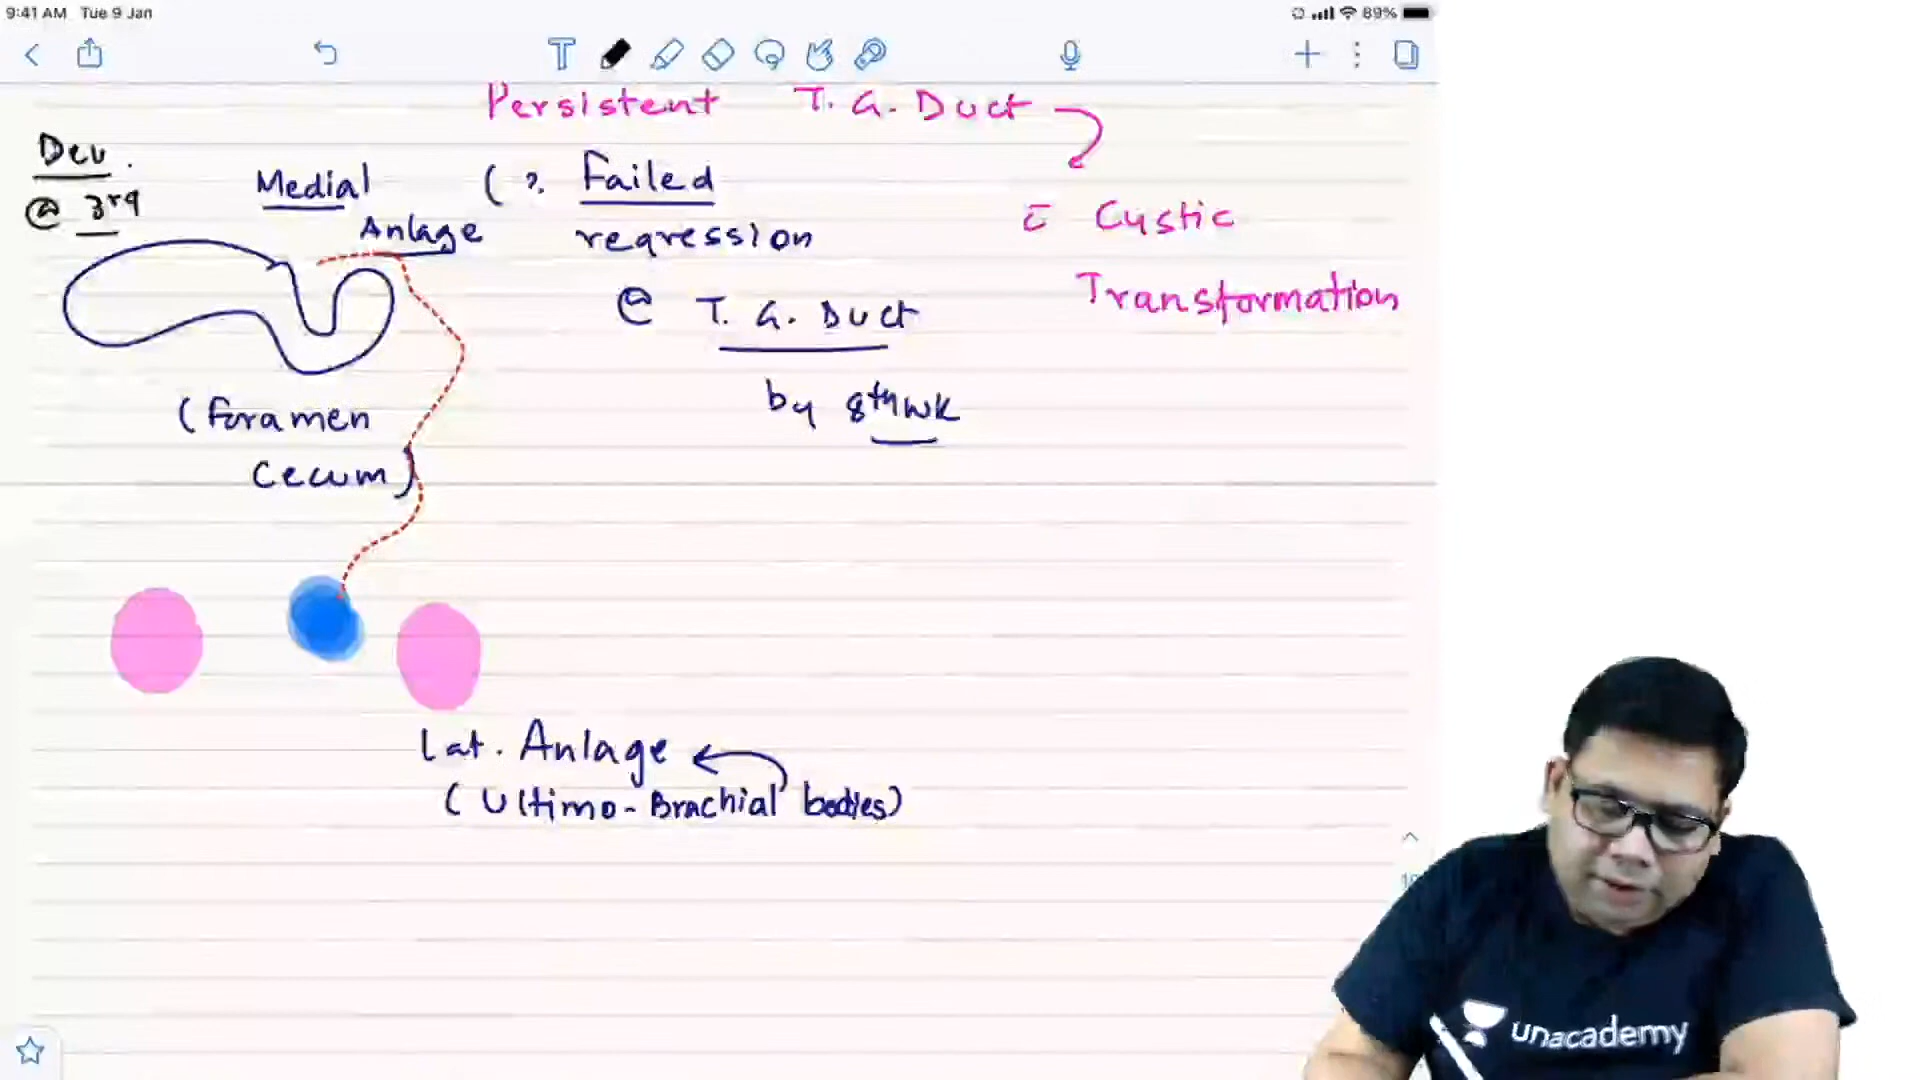 9:41 AM Tue 9 Jan
89%
Persistent T. G. Duct
Dev.
@ 3rd
Medial
Anlage
( ?. Failed
regression
@ T. G. Duct
by 8th wk
c̄ Cystic
Transformation
(Foramen
Cecum)
Lat. Anlage
(Ultimo-Brachial bodies)
unacademy